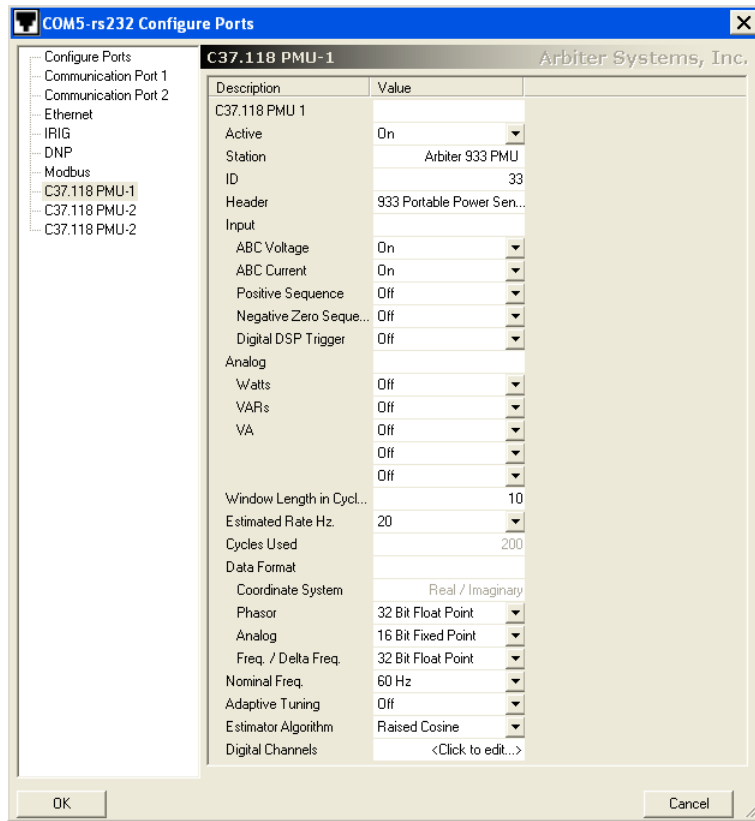 COM5-rs232 Configure Ports
Configure Ports
Communication Port 1
Communication Port 2
Ethernet
IRIG
DNP
Modbus
C37.118 PMU-1
C37.118 PMU-2
C37.118 PMU-2
C37.118 PMU-1 Arbiter Systems, Inc.
Description Value
C37.118 PMU 1
Active On
Station Arbiter 933 PMU
ID 33
Header 933 Portable Power Sen...
Input
ABC Voltage On
ABC Current On
Positive Sequence Off
Negative Zero Seque... Off
Digital DSP Trigger Off
Analog
Watts Off
VARs Off
VA Off
Off
Off
Window Length in Cycl... 10
Estimated Rate Hz. 20
Cycles Used 200
Data Format
Coordinate System Real / Imaginary
Phasor 32 Bit Float Point
Analog 16 Bit Fixed Point
Freq. / Delta Freq. 32 Bit Float Point
Nominal Freq. 60 Hz
Adaptive Tuning Off
Estimator Algorithm Raised Cosine
Digital Channels <Click to edit...>
OK Cancel